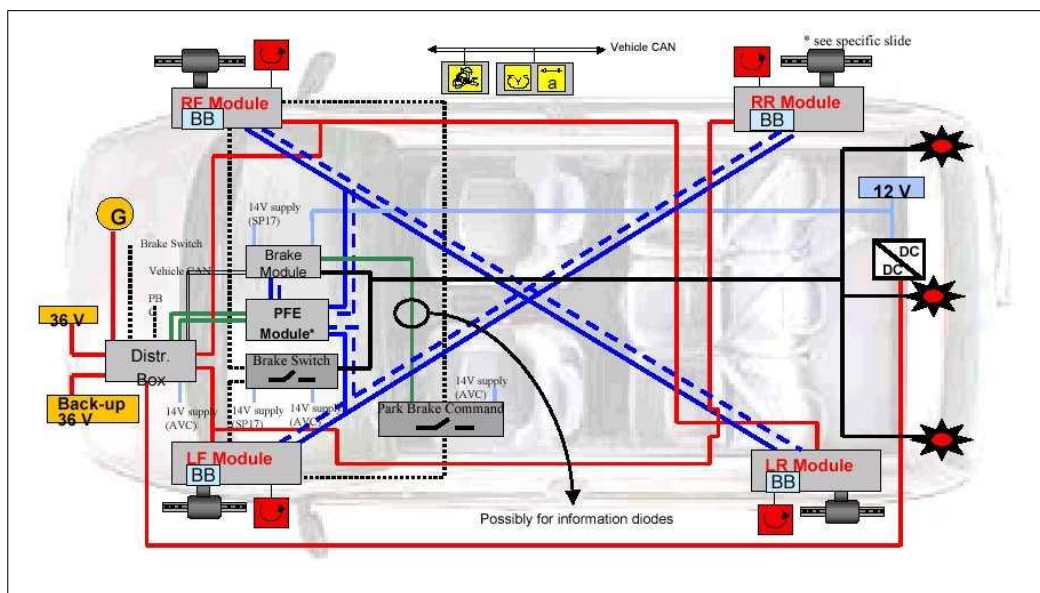 Vehicle CAN
* see specific slide
RF Module
BB
a
RR Module
BB
12 V
G
14V supply
(SP17)
Brake Switch
Brake
Module
Vehicle CAN
DC
DC
PB
C
36 V
PFE
Module*
Distr.
Box
Brake Switch
Back-up
36 V
14V supply
(AVC)
14V supply
(SP17)
14V supply
(AVC)
14V supply
(AVC)
Park Brake Command
LF Module
BB
LR Module
BB
Possibly for information diodes